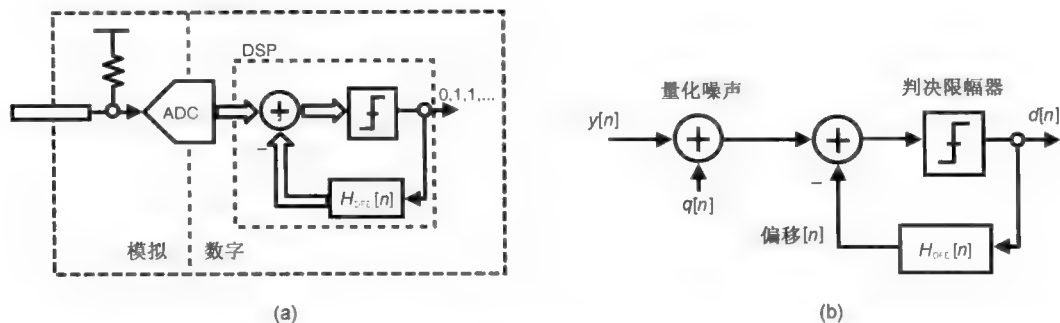 DSP
ADC
0,1,1,...
H_DFE[n]
模拟
数字
(a)
量化噪声
判决限幅器
y[n]
d[n]
q[n]
偏移[n]
H_DFE[n]
(b)